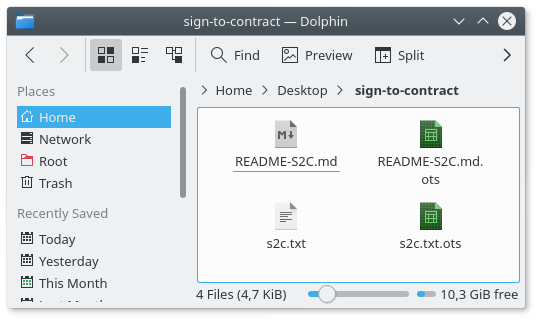 sign-to-contract — Dolphin
Find
Preview
Split
Places
Home
Network
Root
Trash
Recently Saved
Today
Yesterday
This Month
Home
Desktop
sign-to-contract
README-S2C.md
README-S2C.md.
ots
s2c.txt
s2c.txt.ots
4 Files (4,7 KiB)
10,3 GiB free